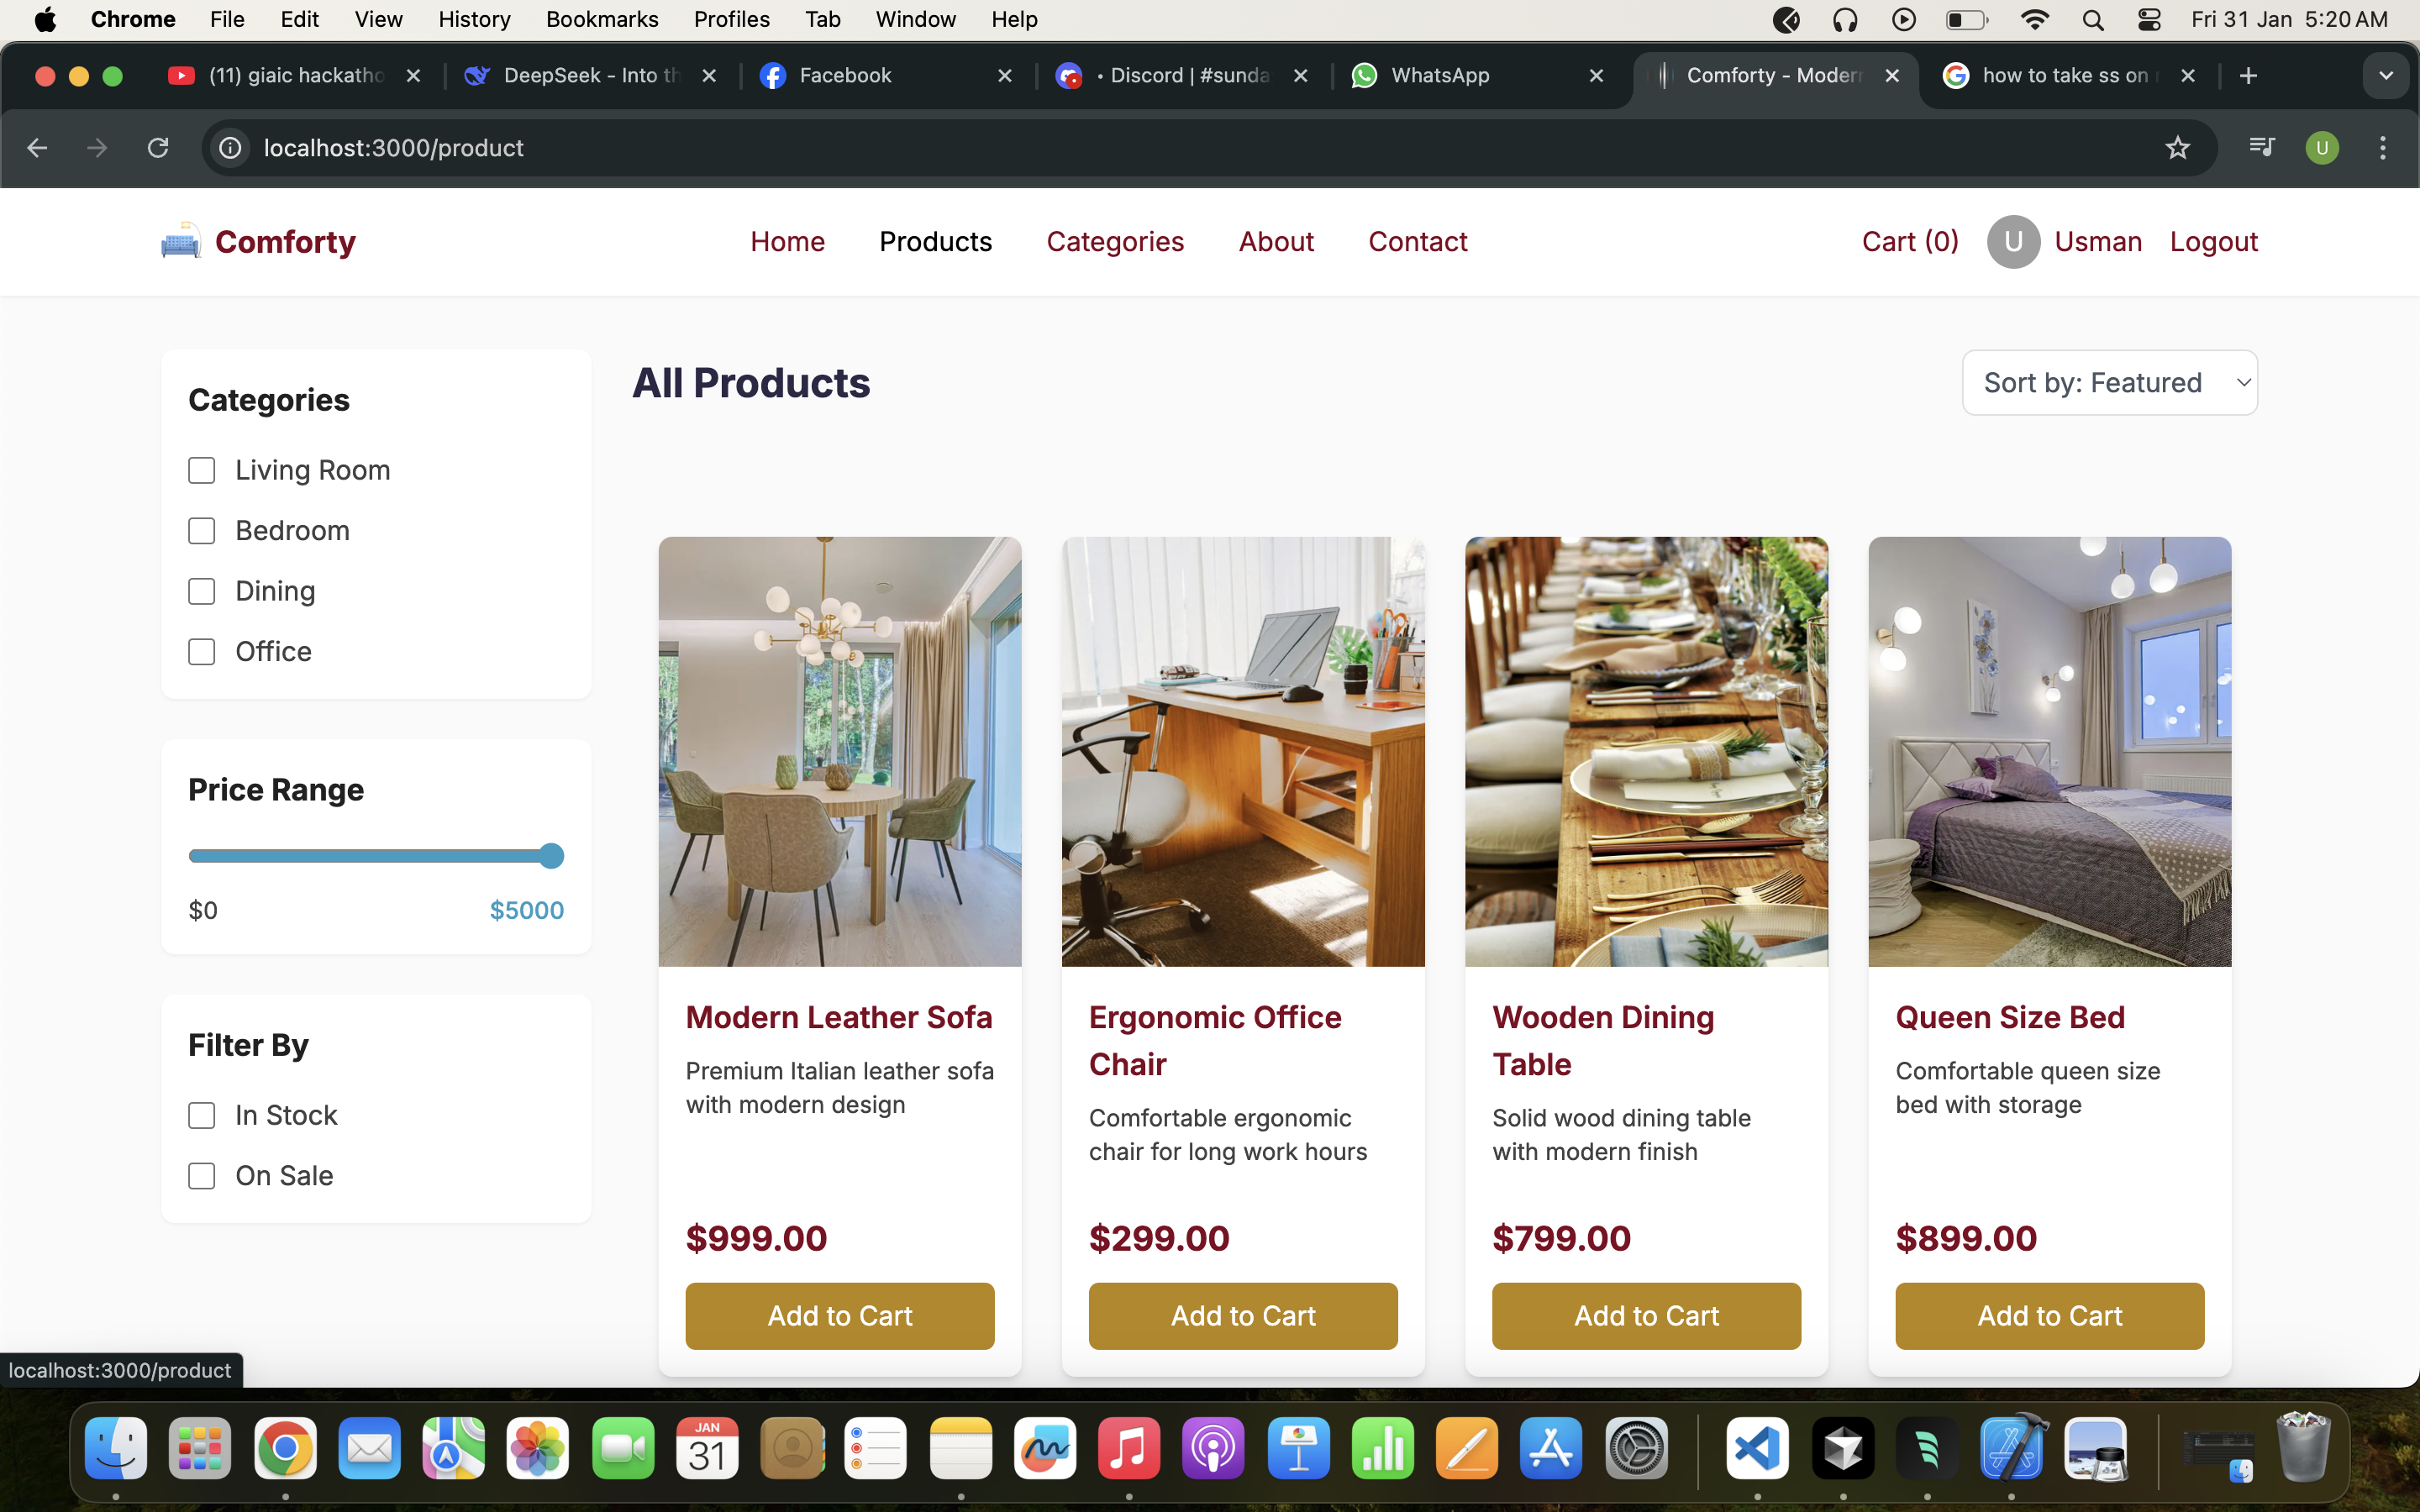 Chrome File Edit View History Bookmarks Profiles Tab Window Help Fri 31 Jan 5:20 AM
(11) giaic hackatho DeepSeek - Into th Facebook • Discord | #sunda WhatsApp Comforty - Modern how to take ss on
localhost:3000/product U
Comforty Home Products Categories About Contact Cart (0) U Usman Logout
Categories
Living Room
Bedroom
Dining
Office
Price Range
$0 $5000
Filter By
In Stock
On Sale
All Products Sort by: Featured
Modern Leather Sofa
Premium Italian leather sofa
with modern design
$999.00
Add to Cart
Ergonomic Office
Chair
Comfortable ergonomic
chair for long work hours
$299.00
Add to Cart
Wooden Dining
Table
Solid wood dining table
with modern finish
$799.00
Add to Cart
Queen Size Bed
Comfortable queen size
bed with storage
$899.00
Add to Cart
localhost:3000/product
JAN
31